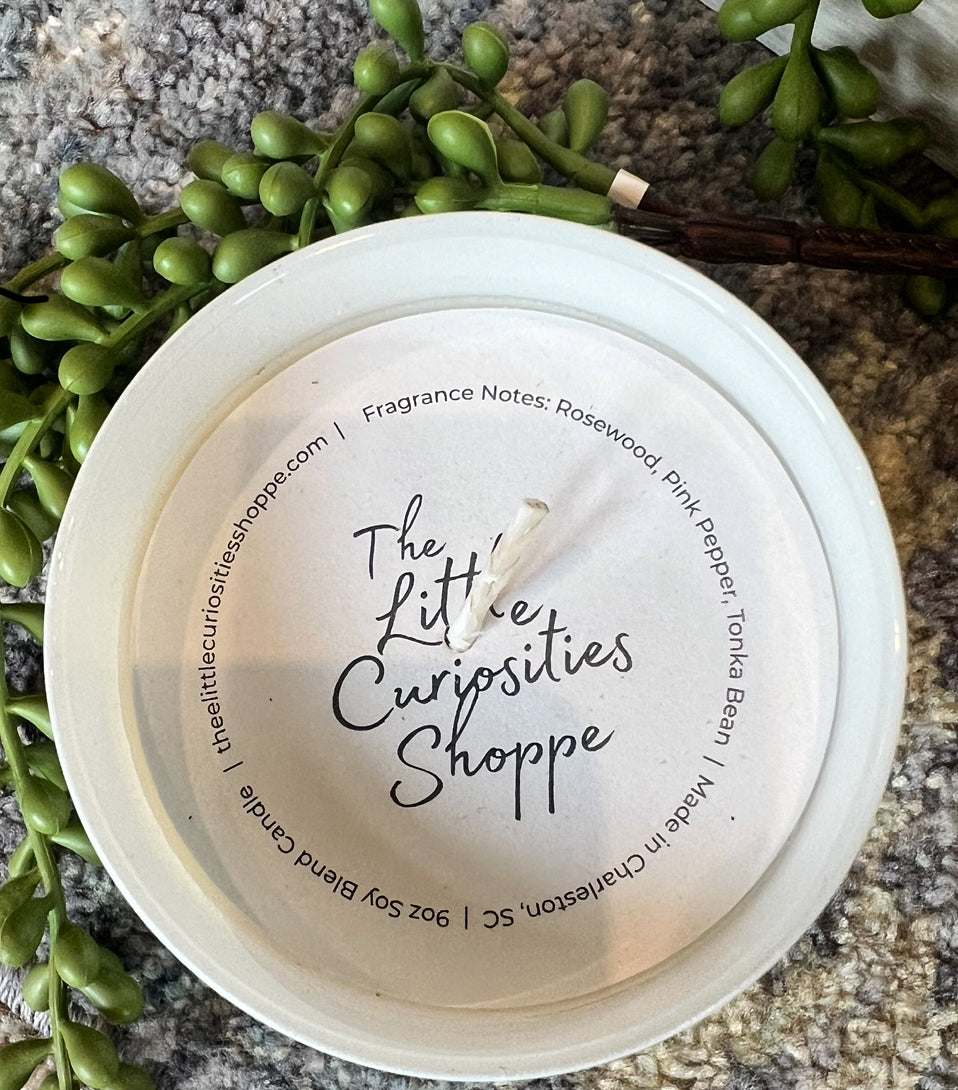 Fragrance Notes: Rosewood, Pink Pepper, Tonka Bean | Made in Charleston, SC | 9oz Soy Blend Candle | theelittlecuriositiesshoppe.com |
The
Little
Curiosities
Shoppe